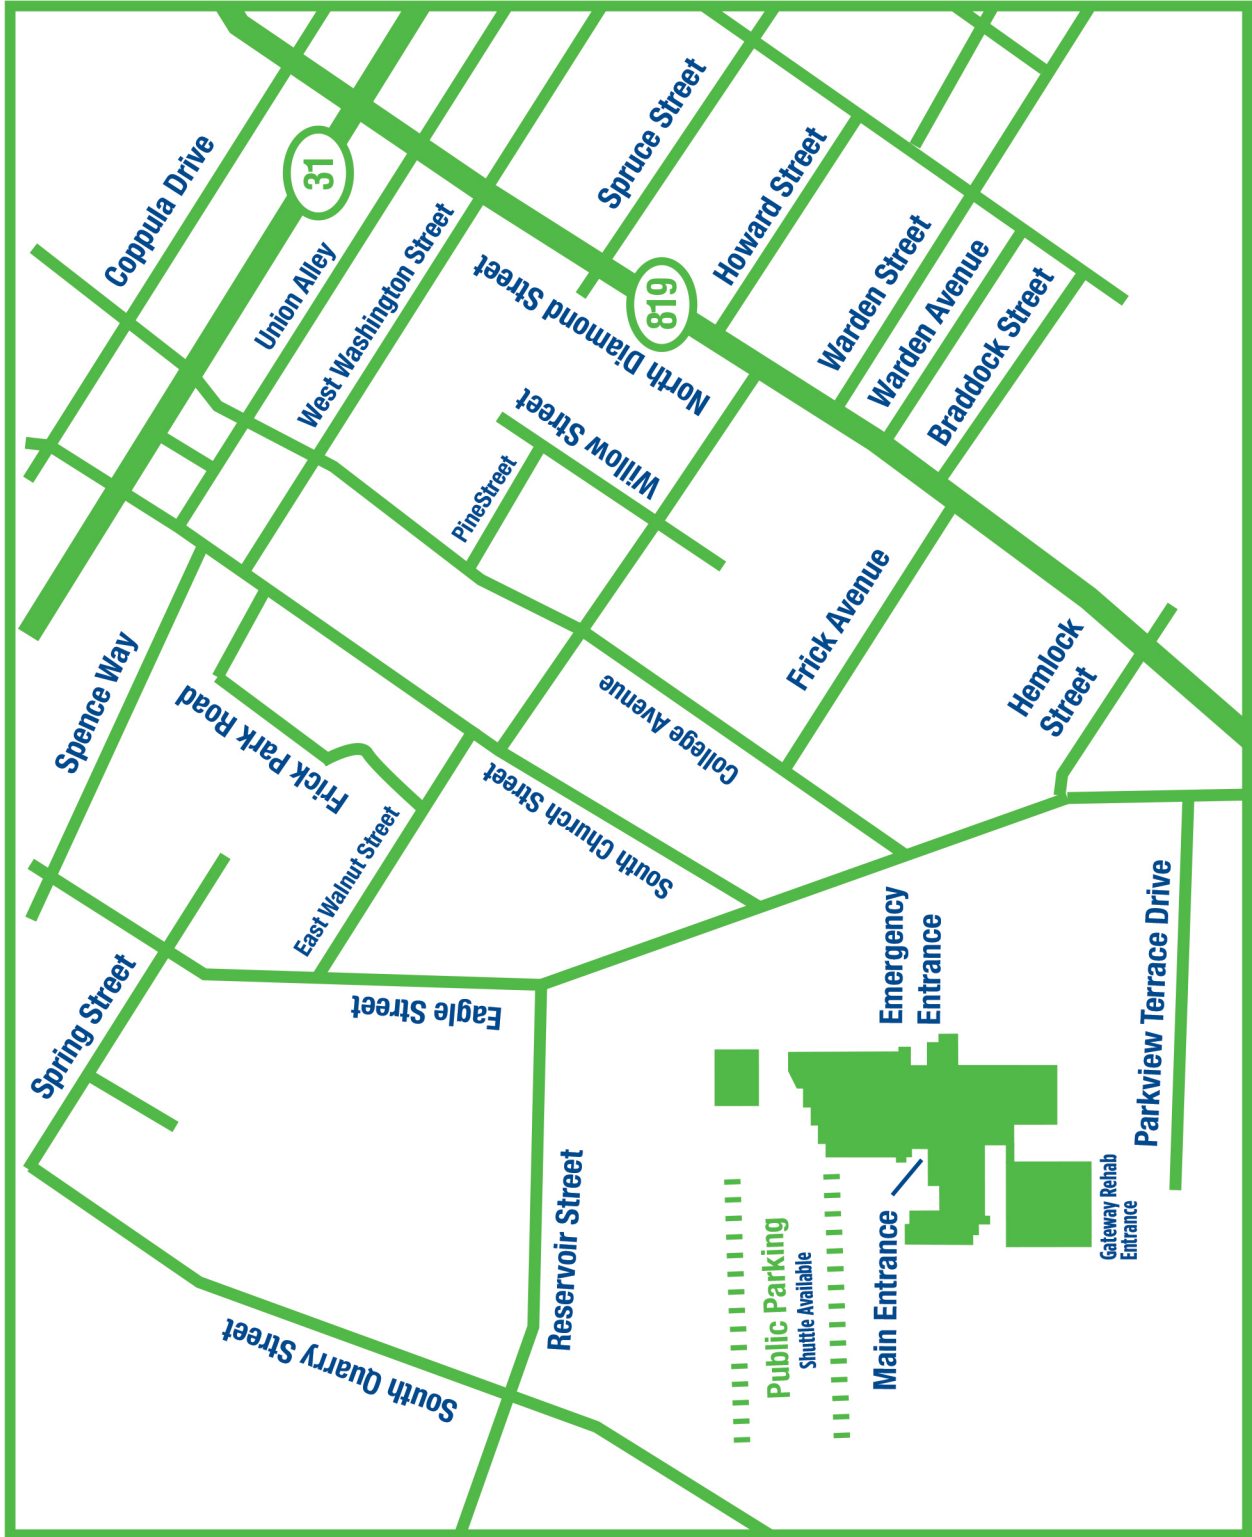 Coppula Drive
31
Union Alley
West Washington Street
Spruce Street
Howard Street
North Diamond Street
819
Warden Street
Warden Avenue
Braddock Street
Willow Street
PineStreet
Spence Way
Frick Park Road
College Avenue
Frick Avenue
Hemlock
Street
East Walnut Street
South Church Street
Spring Street
Eagle Street
Emergency
Entrance
Parkview Terrace Drive
Reservoir Street
South Quarry Street
Public Parking
Shuttle Available
Main Entrance
Gateway Rehab
Entrance